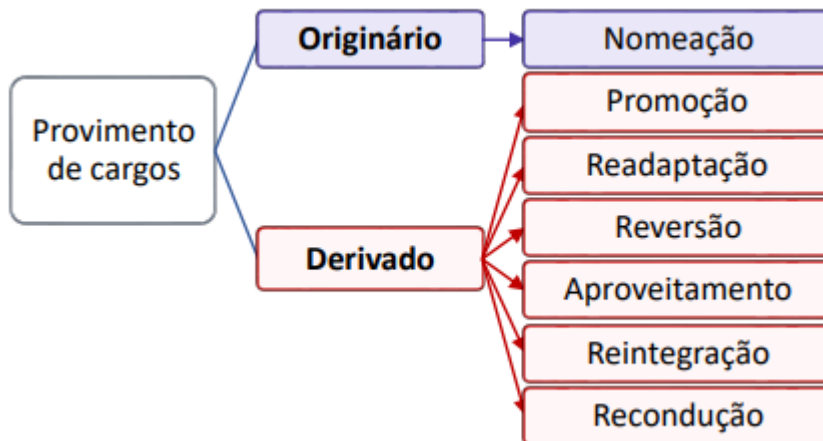 Provimento
de cargos
Originário
Nomeação
Derivado
Promoção
Readaptação
Reversão
Aproveitamento
Reintegração
Recondução